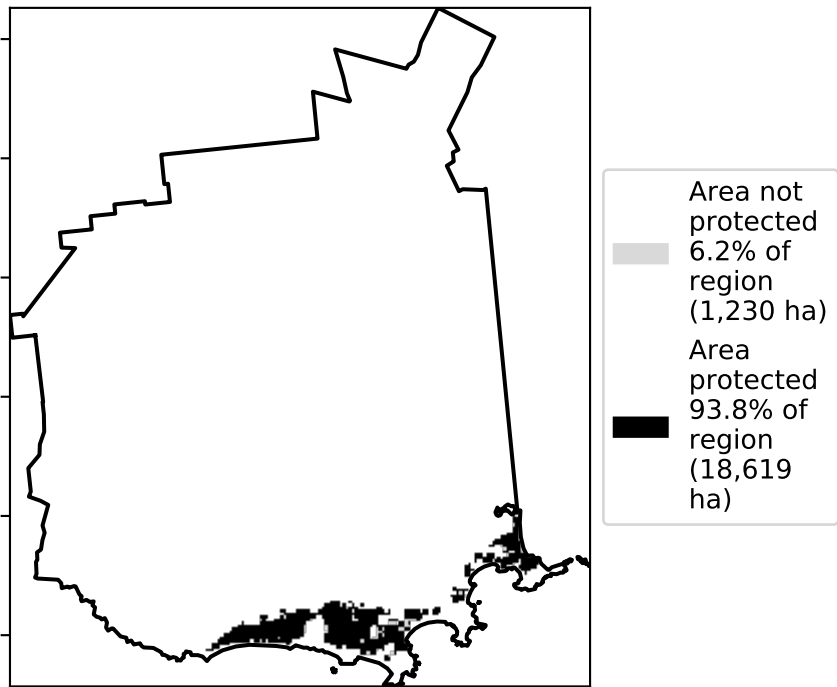 Area not
protected
6.2% of
region
(1,230 ha)
Area
protected
93.8% of
region
(18,619
ha)